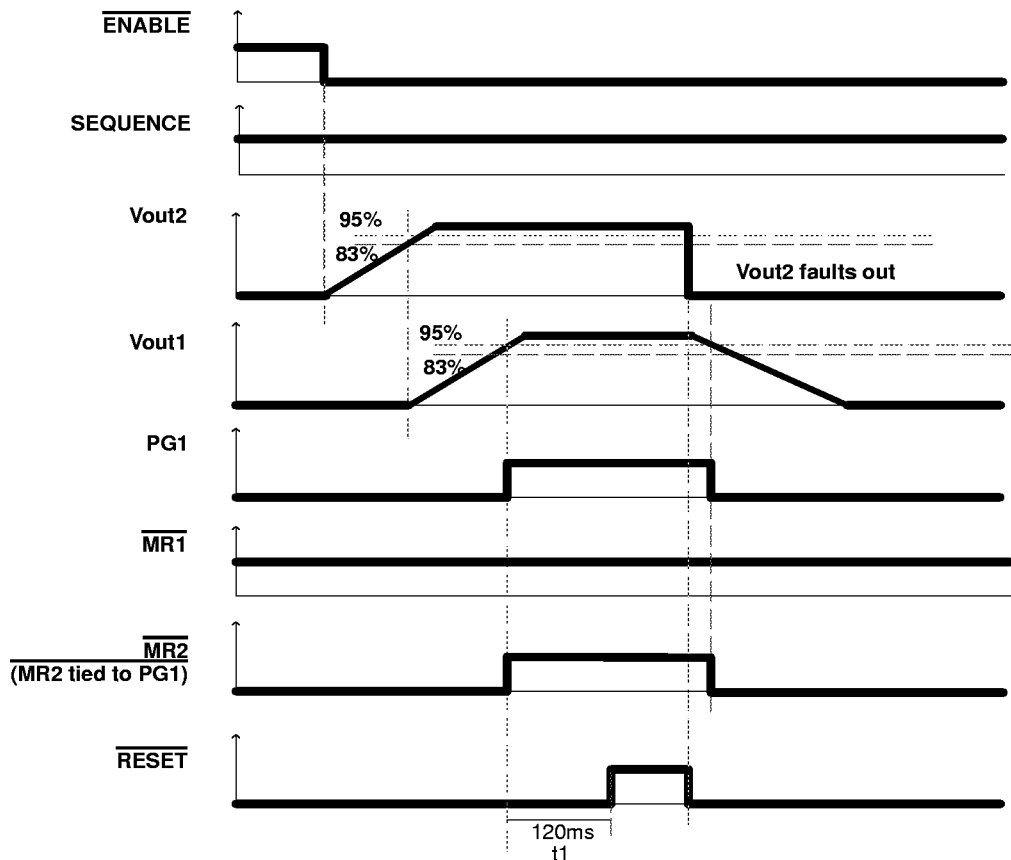 ENABLE
SEQUENCE
Vout2
95%
83%
Vout2 faults out
Vout1
95%
83%
PG1
MR1
MR2
(MR2 tied to PG1)
RESET
120ms
t1